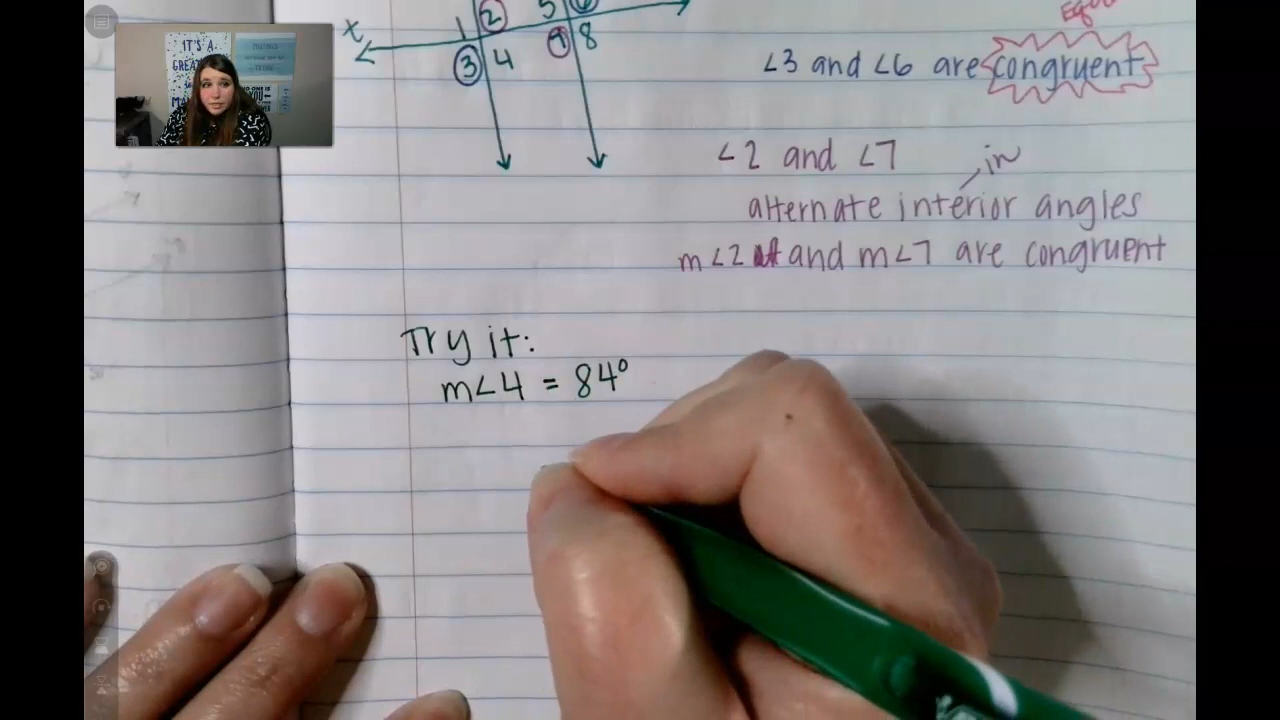 1 2 5 6
t
3 4 7 8
∠3 and ∠6 are congruent
∠2 and ∠7
in
alternate interior angles
m∠2 and m∠7 are congruent
Try it:
m∠4 = 84°
IT'S A